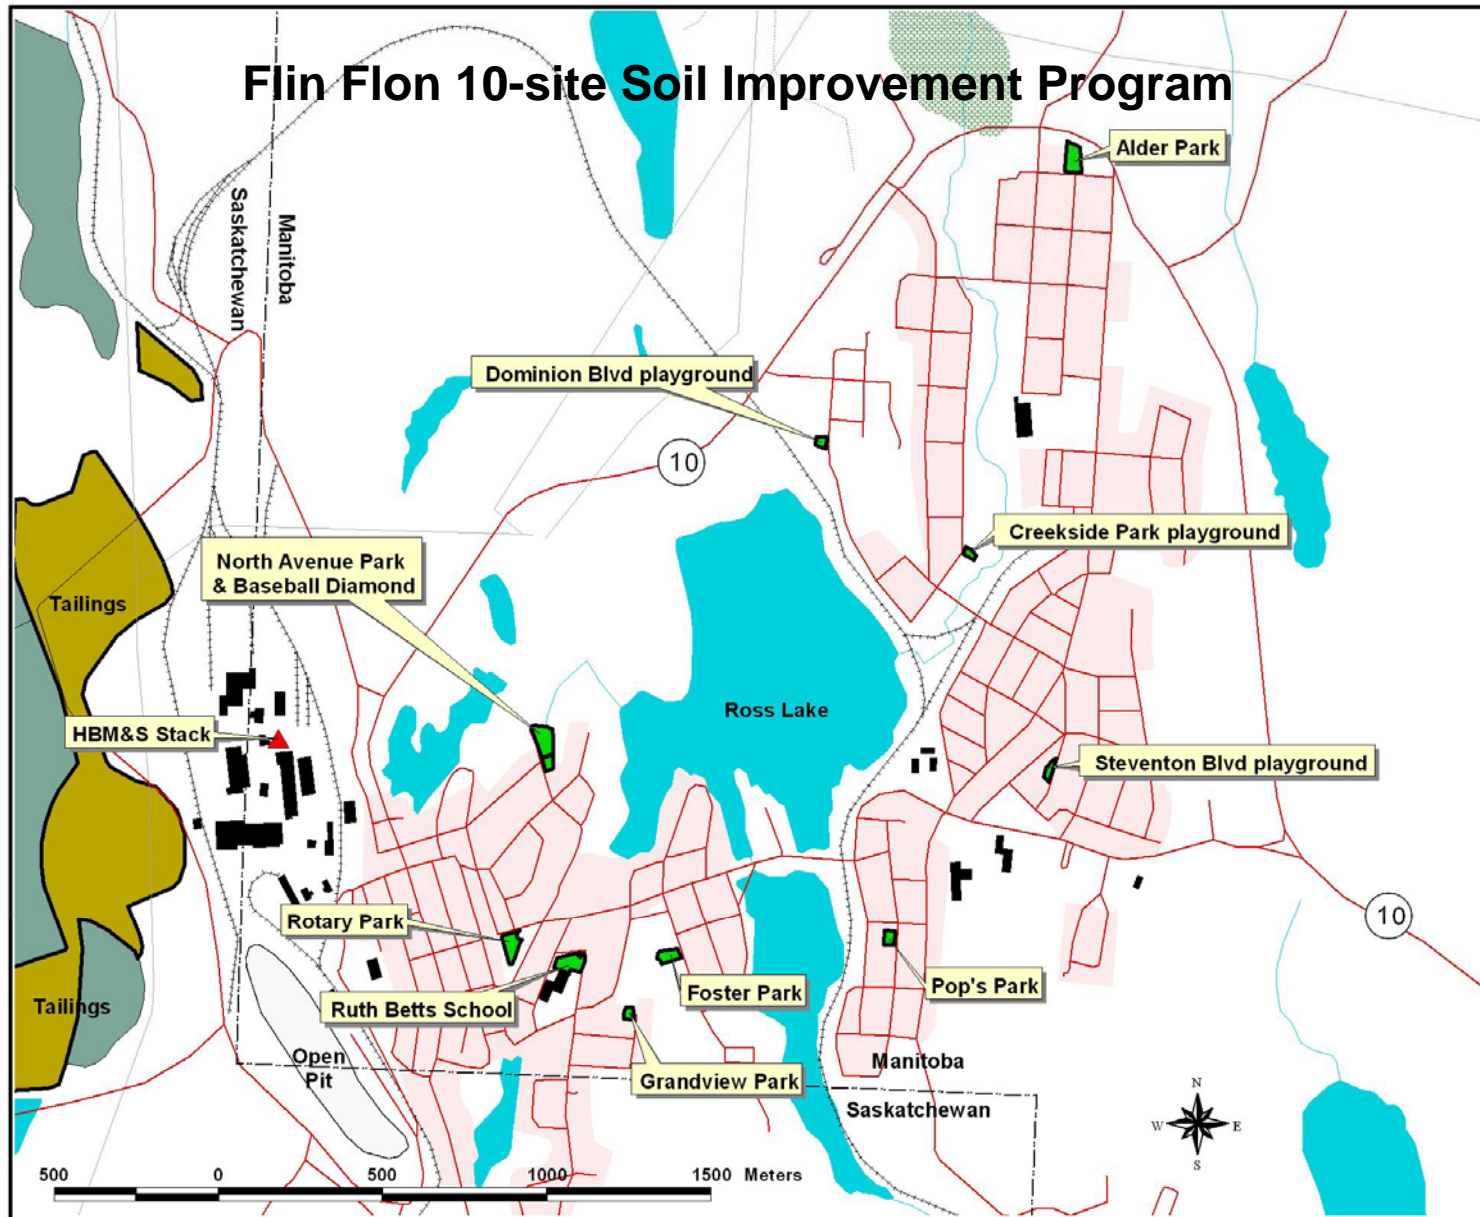 Flin Flon 10-site Soil Improvement Program
Alder Park
Saskatchewan
Manitoba
Dominion Blvd playground
10
Creekside Park playground
North Avenue Park
& Baseball Diamond
Tailings
Ross Lake
HBM&S Stack
Steventon Blvd playground
Rotary Park
10
Ruth Betts School
Foster Park
Pop's Park
Tailings
Open
Pit
Grandview Park
Manitoba
Saskatchewan
N
W E
S
500 0 500 1000 1500 Meters